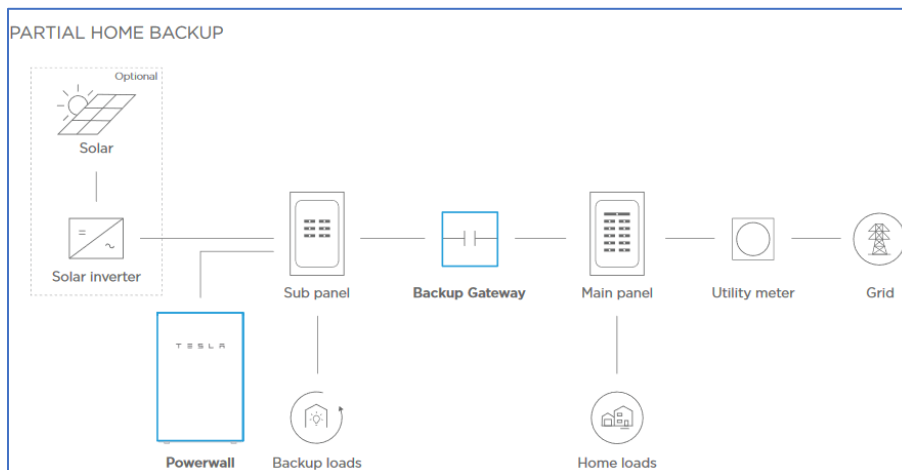 PARTIAL HOME BACKUP
Optional
Solar
Solar inverter
Sub panel
Backup Gateway
Main panel
Utility meter
Grid
TESLA
Powerwall
Backup loads
Home loads